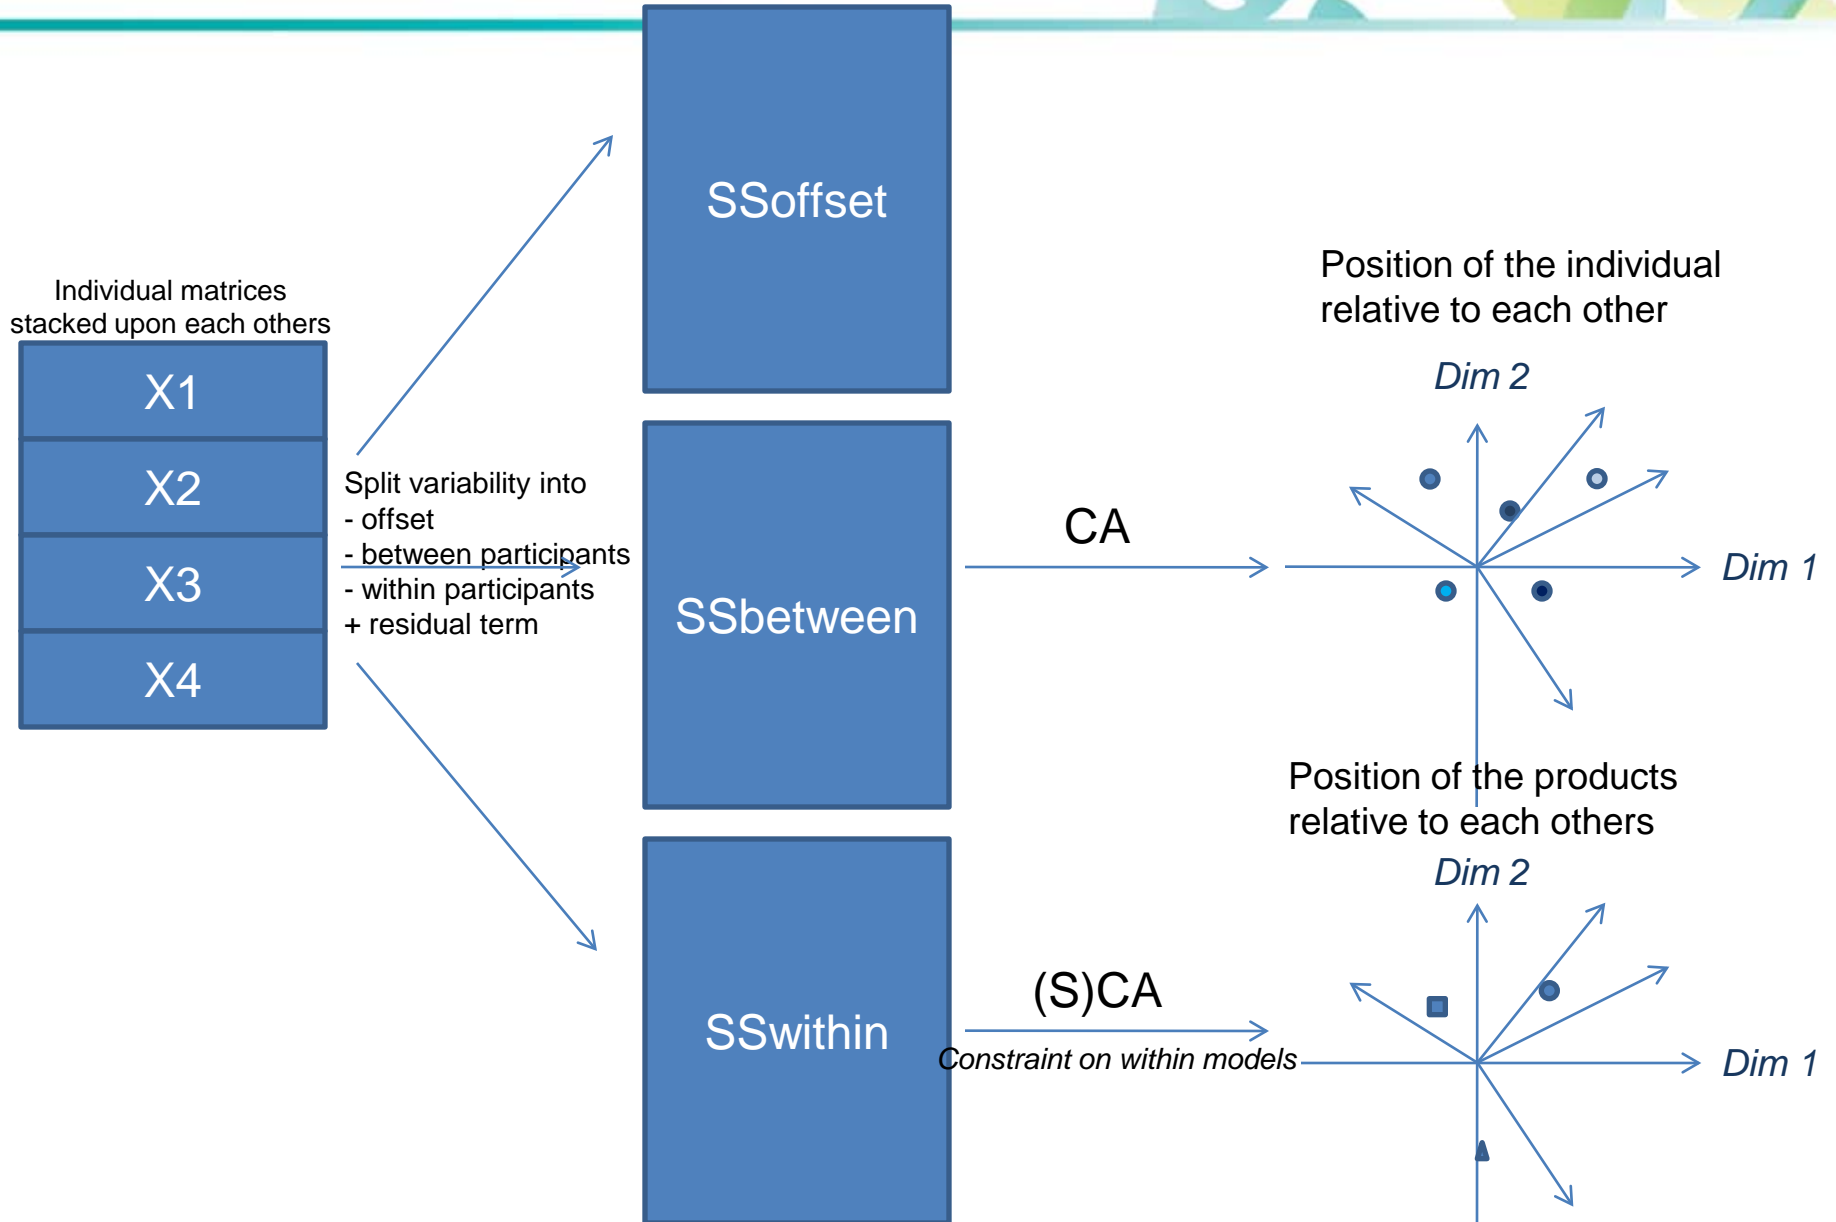 Individual matrices
stacked upon each others
X1
X2
X3
X4
Split variability into
- offset
- between participants
- within participants
+ residual term
SSoffset
SSbetween
SSwithin
CA
(S)CA
Constraint on within models
Position of the individual
relative to each other
Dim 2
Dim 1
Position of the products
relative to each others
Dim 2
Dim 1